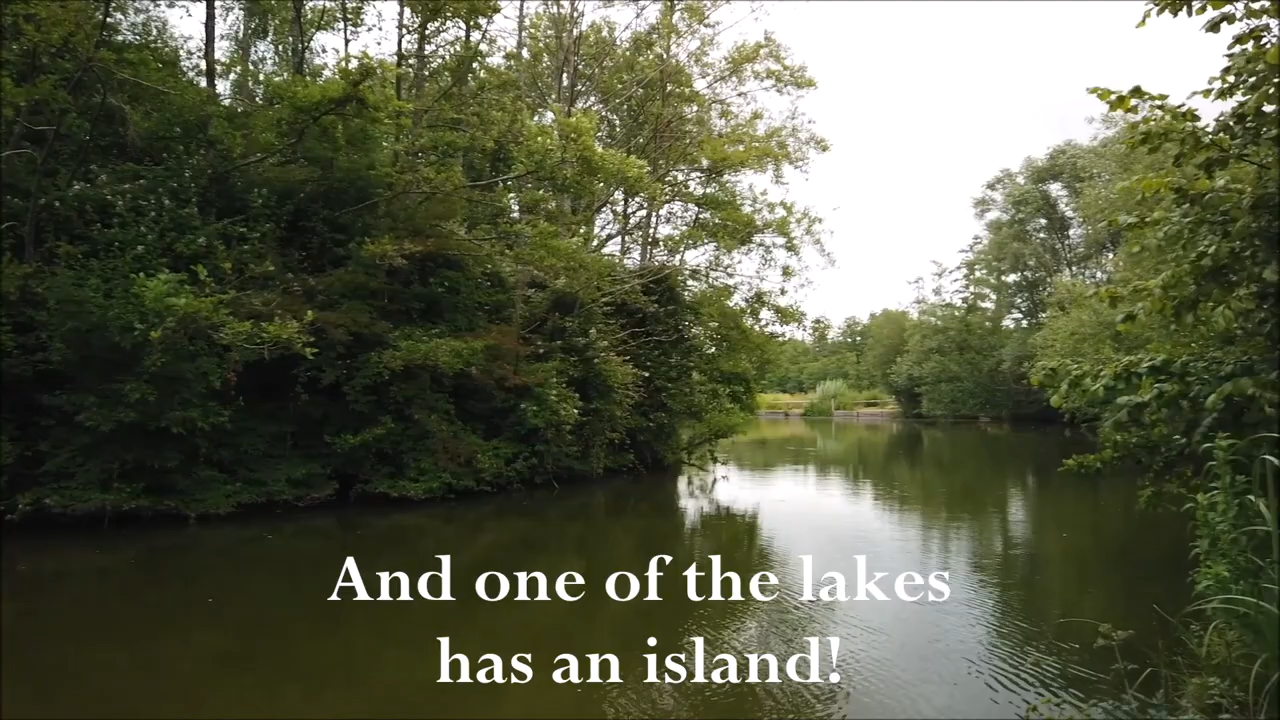 And one of the lakes
has an island!